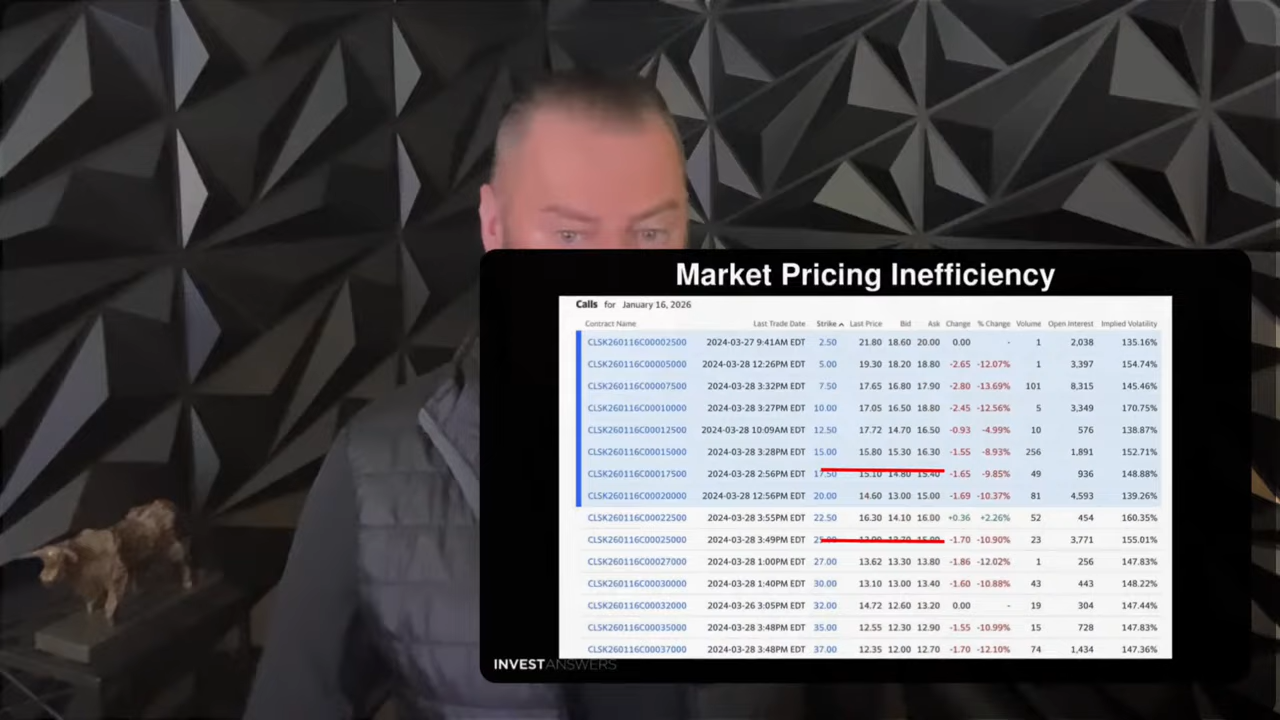 Market Pricing Inefficiency
Calls for January 16, 2026
Contract Name Last Trade Date Strike Last Price Bid Ask Change % Change Volume Open Interest Implied Volatility
CLSK260116C00002500 2024-03-27 9:41AM EDT 2.50 21.80 18.60 20.00 0.00 - 1 2,038 135.16%
CLSK260116C00005000 2024-03-28 12:26PM EDT 5.00 19.30 18.20 18.80 -2.65 -12.07% 1 3,397 154.74%
CLSK260116C00007500 2024-03-28 3:32PM EDT 7.50 17.65 16.80 17.90 -2.80 -13.69% 101 8,315 145.46%
CLSK260116C00010000 2024-03-28 3:27PM EDT 10.00 17.05 16.50 18.80 -2.45 -12.56% 5 3,349 170.75%
CLSK260116C00012500 2024-03-28 10:09AM EDT 12.50 17.72 14.70 16.50 -0.93 -4.99% 10 576 138.87%
CLSK260116C00015000 2024-03-28 3:28PM EDT 15.00 15.80 15.30 16.30 -1.55 -8.93% 256 1,891 152.71%
CLSK260116C00017500 2024-03-28 2:56PM EDT 17.50 15.10 14.80 15.40 -1.65 -9.85% 49 936 148.88%
CLSK260116C00020000 2024-03-28 12:56PM EDT 20.00 14.60 13.00 15.00 -1.69 -10.37% 81 4,593 139.26%
CLSK260116C00022500 2024-03-28 3:55PM EDT 22.50 16.30 14.10 16.00 +0.36 +2.26% 52 454 160.35%
CLSK260116C00025000 2024-03-28 3:49PM EDT -1.70 -10.90% 23 3,771 155.01%
CLSK260116C00027000 2024-03-28 1:00PM EDT 27.00 13.62 13.30 13.80 -1.86 -12.02% 1 256 147.83%
CLSK260116C00030000 2024-03-28 1:40PM EDT 30.00 13.10 13.00 13.40 -1.60 -10.88% 43 443 148.22%
CLSK260116C00032000 2024-03-26 3:05PM EDT 32.00 14.72 12.60 13.20 0.00 - 19 304 147.44%
CLSK260116C00035000 2024-03-28 3:48PM EDT 35.00 12.55 12.30 12.90 -1.55 -10.99% 15 728 147.83%
CLSK260116C00037000 2024-03-28 3:48PM EDT 37.00 12.35 12.00 12.70 -1.70 -12.10% 74 1,434 147.36%
INVESTANSWERS